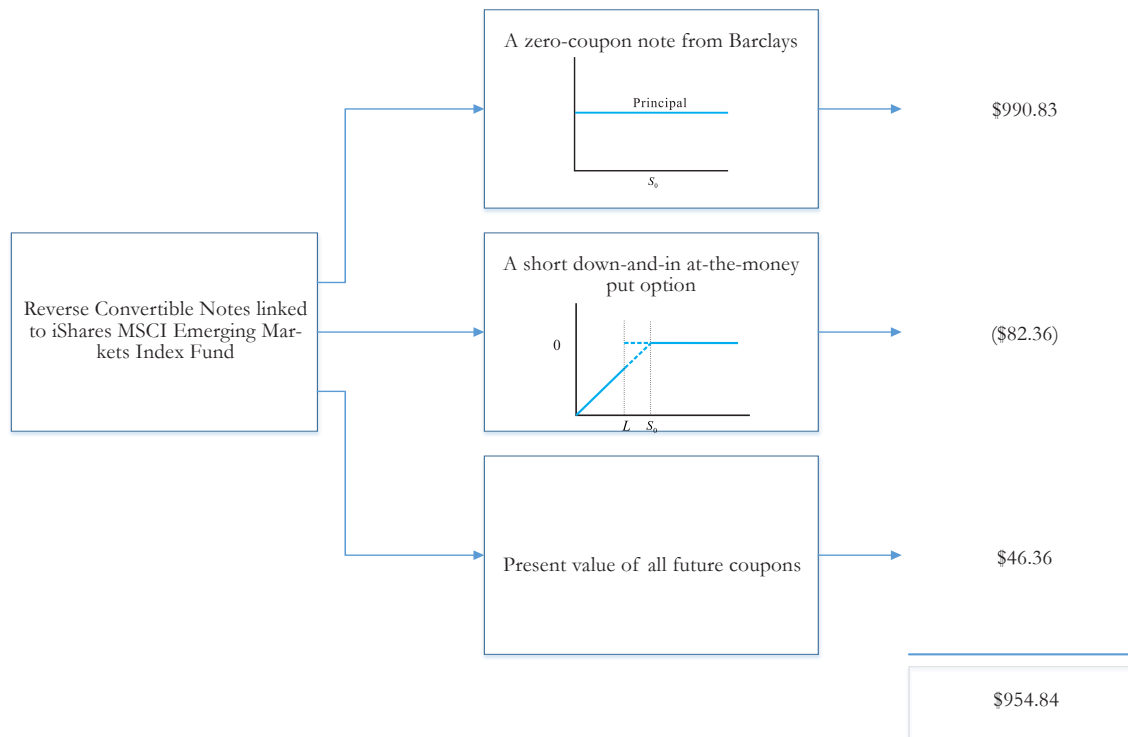 A zero-coupon note from Barclays
Principal
S₀
$990.83
Reverse Convertible Notes linked
to iShares MSCI Emerging Mar-
kets Index Fund
A short down-and-in at-the-money
put option
0
L S₀
($82.36)
Present value of all future coupons
$46.36
$954.84